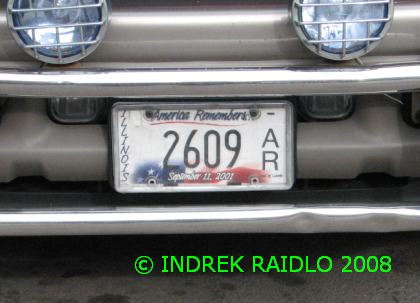 America Remembers
ILLINOIS
2609
AR
September 11, 2001
© INDREK RAIDLO 2008